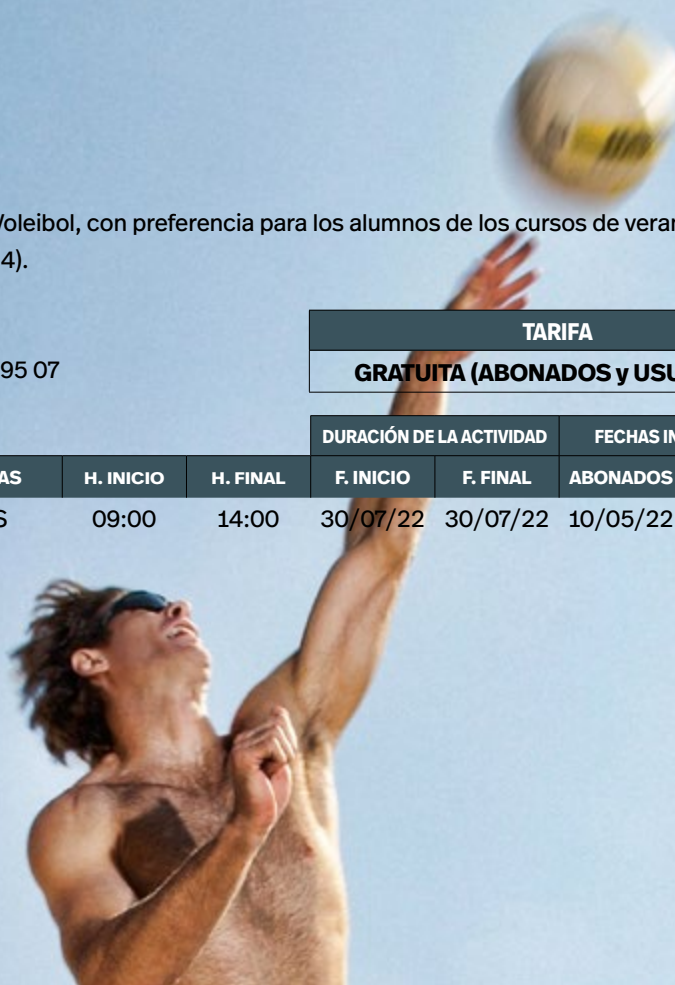 Voleibol, con preferencia para los alumnos de los cursos de veran
4).
TARIFA
95 07
GRATUITA (ABONADOS y USU
DURACIÓN DE LA ACTIVIDAD FECHAS IN
AS H. INICIO H. FINAL F. INICIO F. FINAL ABONADOS
S 09:00 14:00 30/07/22 30/07/22 10/05/22